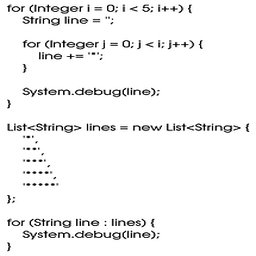 for (Integer i = 0; i < 5; i++) {
String line = '';
for (Integer j = 0; j < i; j++) {
line += '*';
}
System.debug(line);
}
List<String> lines = new List<String> {
'*',
'**',
'***',
'****',
'*****'
};
for (String line : lines) {
System.debug(line);
}